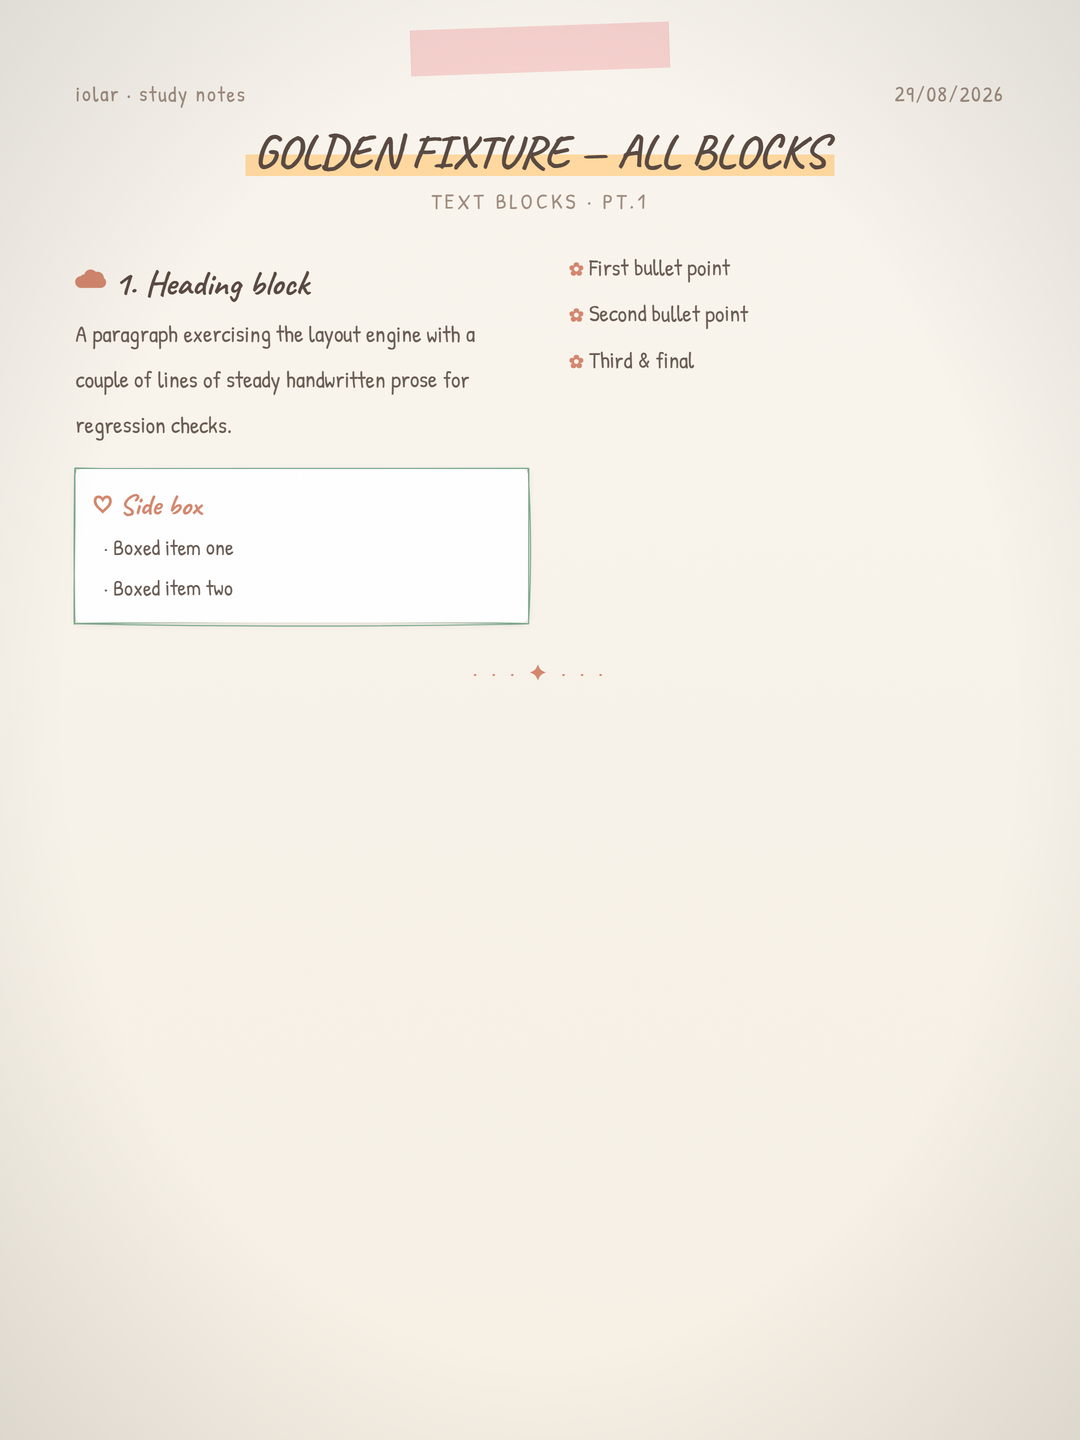 iolar · study notes
29/08/2026
GOLDEN FIXTURE – ALL BLOCKS
TEXT BLOCKS · PT.1
1. Heading block
A paragraph exercising the layout engine with a
couple of lines of steady handwritten prose for
regression checks.
Side box
· Boxed item one
· Boxed item two
First bullet point
Second bullet point
Third & final